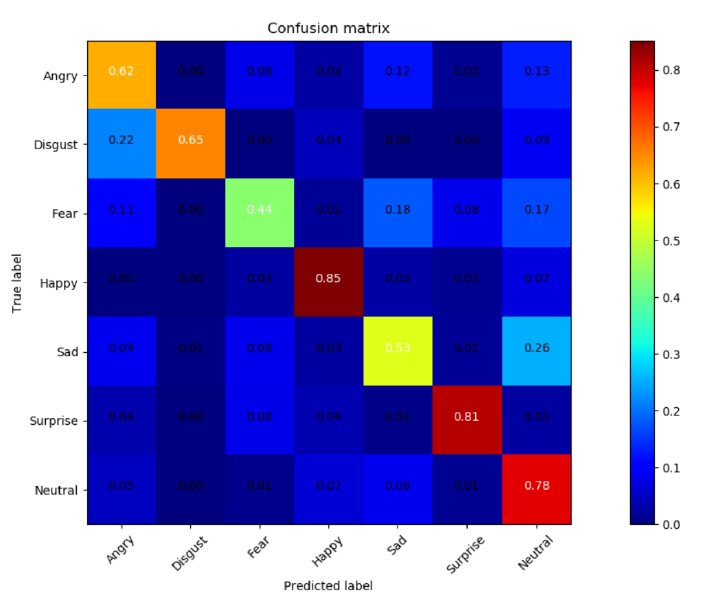 Confusion matrix
Angry 0.62 0.00 0.08 0.03 0.12 0.02 0.13
Disgust 0.22 0.65 0.00 0.04 0.00 0.00 0.09
Fear 0.11 0.00 0.44 0.02 0.18 0.08 0.17
Happy 0.00 0.00 0.03 0.85 0.03 0.02 0.07
Sad 0.09 0.01 0.08 0.03 0.53 0.02 0.26
Surprise 0.04 0.00 0.08 0.04 0.01 0.81 0.03
Neutral 0.05 0.00 0.01 0.07 0.08 0.01 0.78
True label
Angry Disgust Fear Happy Sad Surprise Neutral
Predicted label
0.8
0.7
0.6
0.5
0.4
0.3
0.2
0.1
0.0